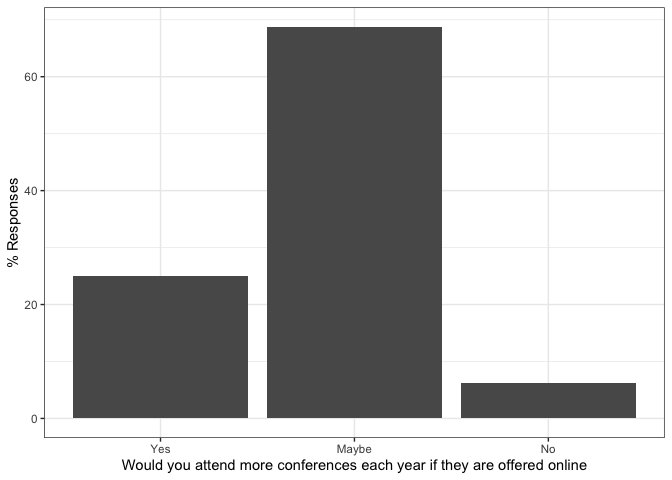 % Responses
60
40
20
0
Yes Maybe No
Would you attend more conferences each year if they are offered online